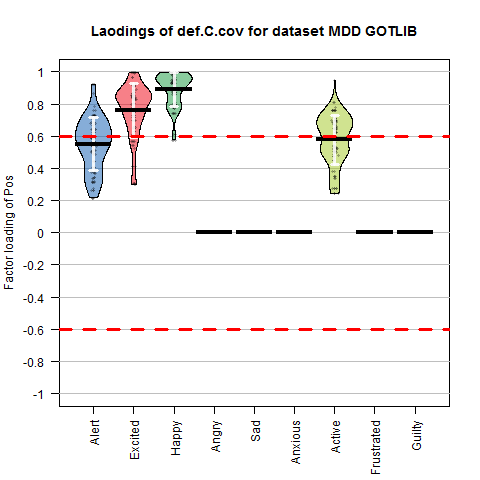 Laodings of def.C.cov for dataset MDD GOTLIB
Factor loading of Pos
1
0.8
0.6
0.4
0.2
0
-0.2
-0.4
-0.6
-0.8
-1
Alert
Excited
Happy
Angry
Sad
Anxious
Active
Frustrated
Guilty